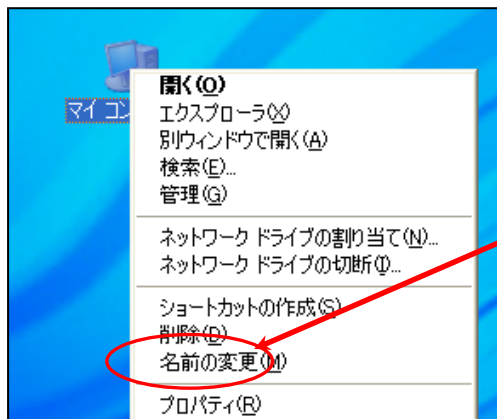 マイ コン
開く(O)
エクスプローラ(X)
別ウィンドウで開く(A)
検索(E)...
管理(G)
ネットワーク ドライブの割り当て(N)...
ネットワーク ドライブの切断(I)...
ショートカットの作成(S)
削除(D)
名前の変更(M)
プロパティ(R)